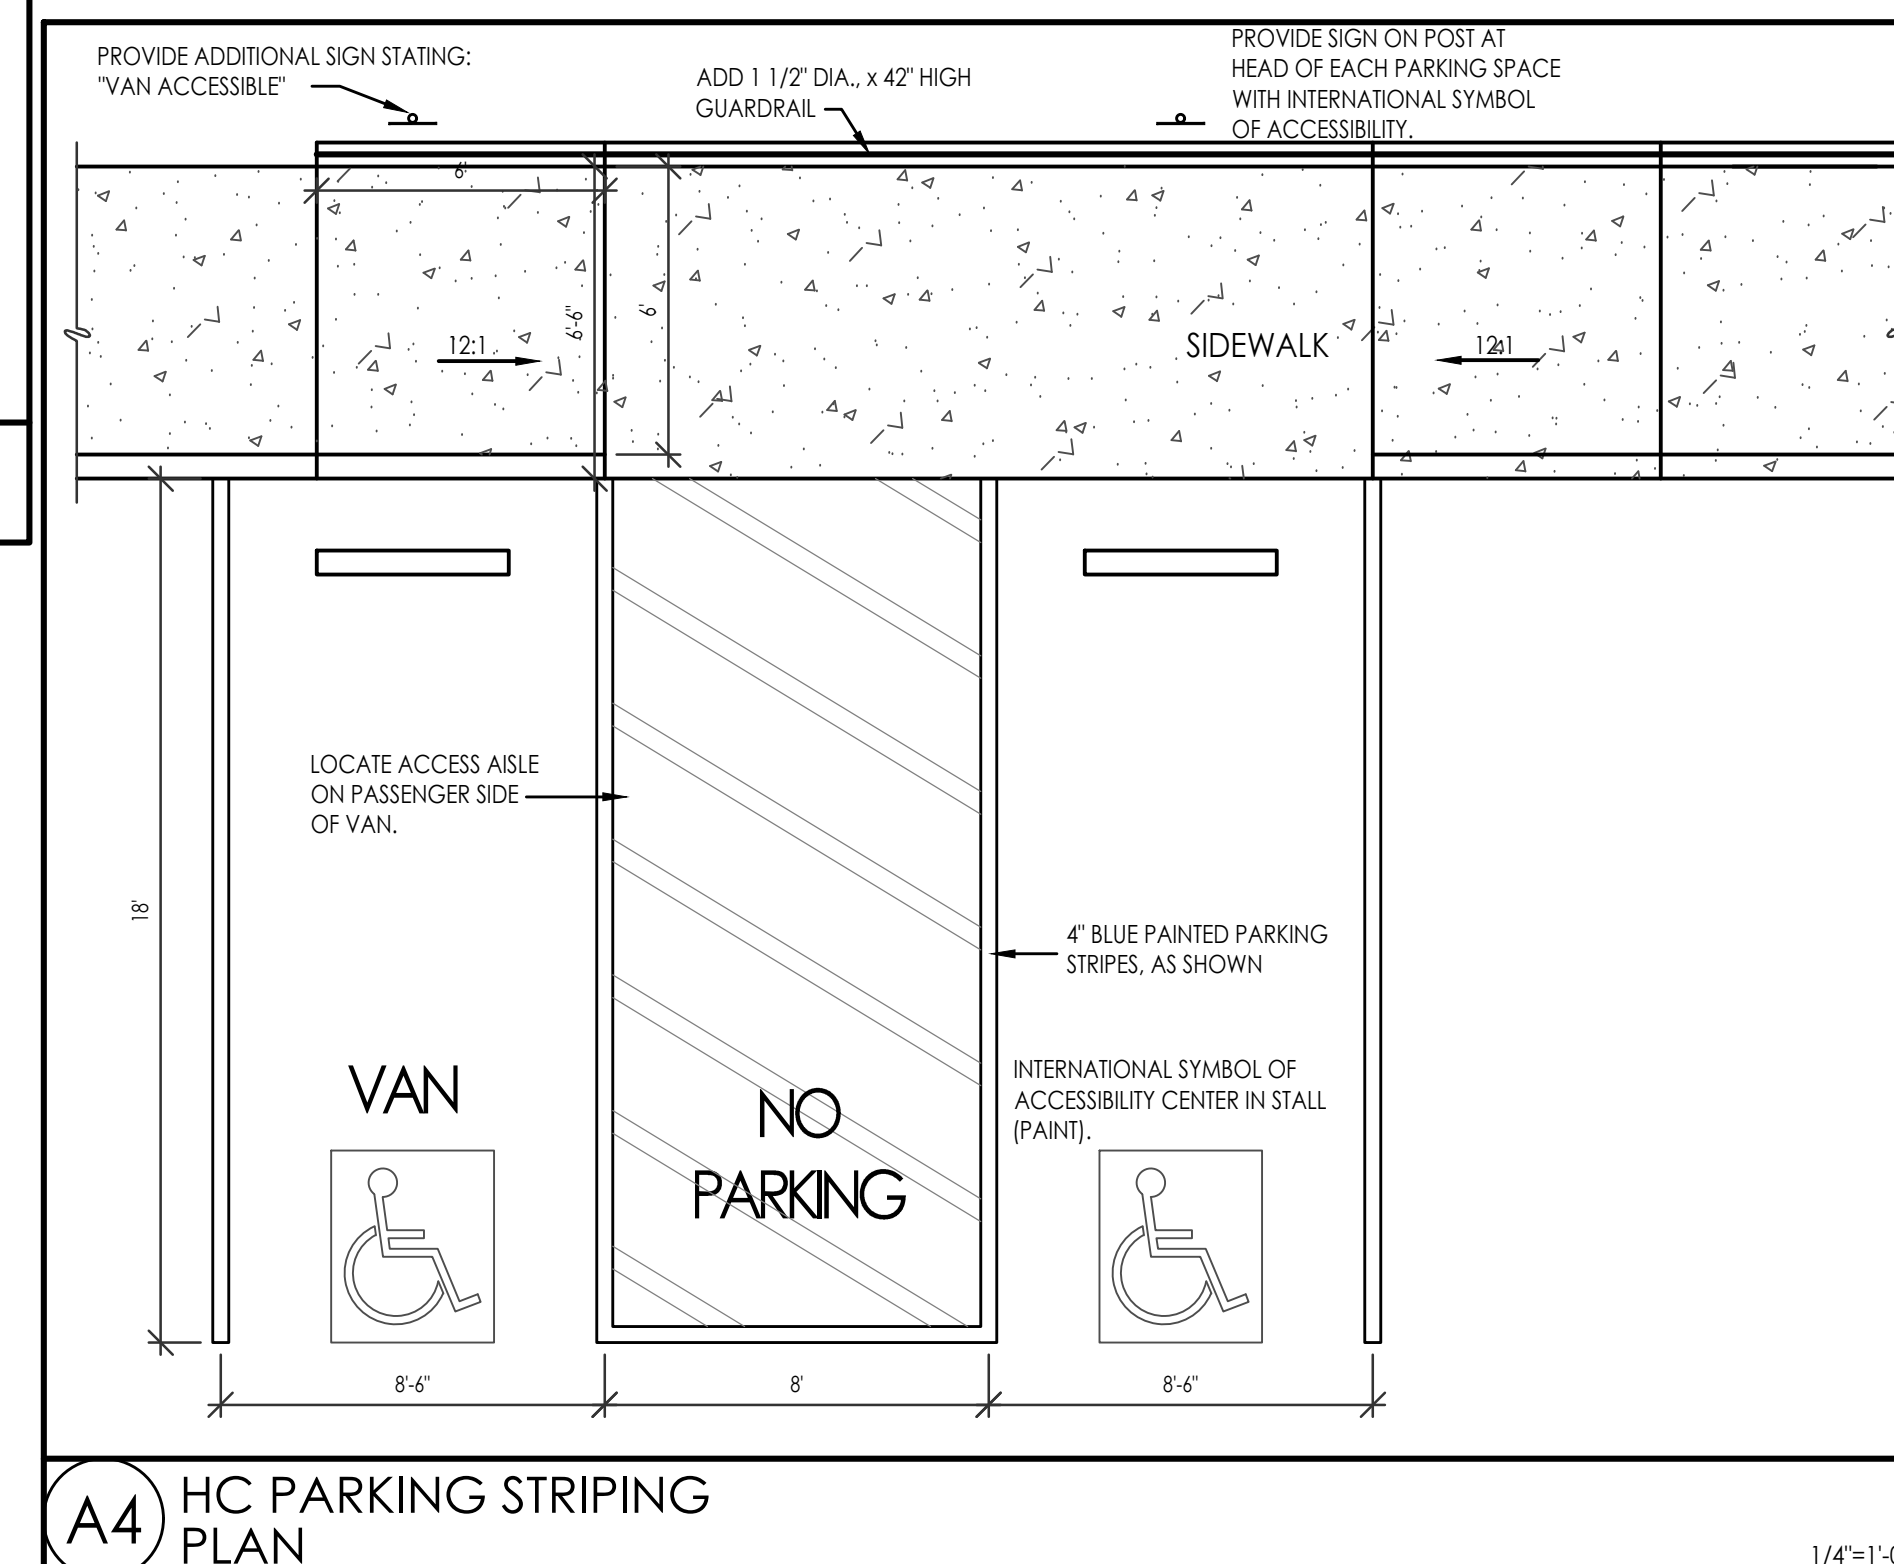 PROVIDE ADDITIONAL SIGN STATING:
"VAN ACCESSIBLE"
ADD 1 1/2" DIA., x 42" HIGH
GUARDRAIL
PROVIDE SIGN ON POST AT
HEAD OF EACH PARKING SPACE
WITH INTERNATIONAL SYMBOL
OF ACCESSIBILITY.
6'
6'-6"
6'
12:1
SIDEWALK
12:1
LOCATE ACCESS AISLE
ON PASSENGER SIDE
OF VAN.
18'
4" BLUE PAINTED PARKING
STRIPES, AS SHOWN
INTERNATIONAL SYMBOL OF
ACCESSIBILITY CENTER IN STALL
(PAINT).
VAN
NO
PARKING
8'-6"
8'
8'-6"
A4
HC PARKING STRIPING
PLAN